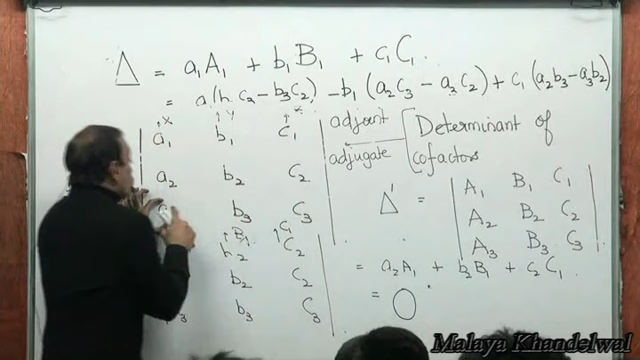 Δ = a₁A₁ + b₁B₁ + c₁C₁.
= a₁(b₂c₃ − b₃c₂) − b₁(a₂c₃ − a₃c₂) + c₁(a₂b₃ − a₃b₂)
a₁ b₁ c₁
a₂ b₂ c₂
b₃ c₃
B₁ C₁
b₂ c₂
b₂ c₂
b₃ c₃
adjoint
adjugate
Determinant of
cofactors
Δ' =
A₁ B₁ C₁
A₂ B₂ C₂
A₃ B₃ C₃
= a₂A₁ + b₂B₁ + c₂C₁
= 0
Malaya Khandelwal